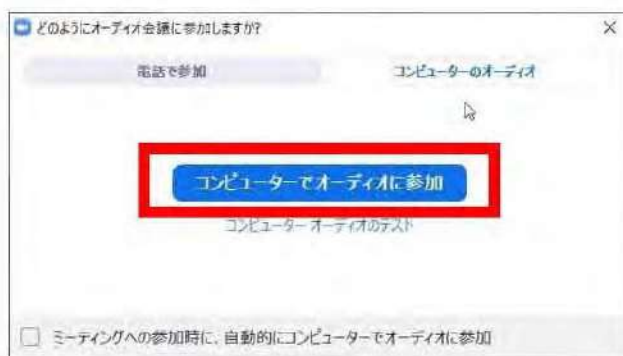 どのようにオーディオ会議に参加しますか?
電話で参加
コンピューターのオーディオ
コンピューターでオーディオに参加
コンピューター オーディオのテスト
ミーティングへの参加時に、自動的にコンピューターでオーディオに参加